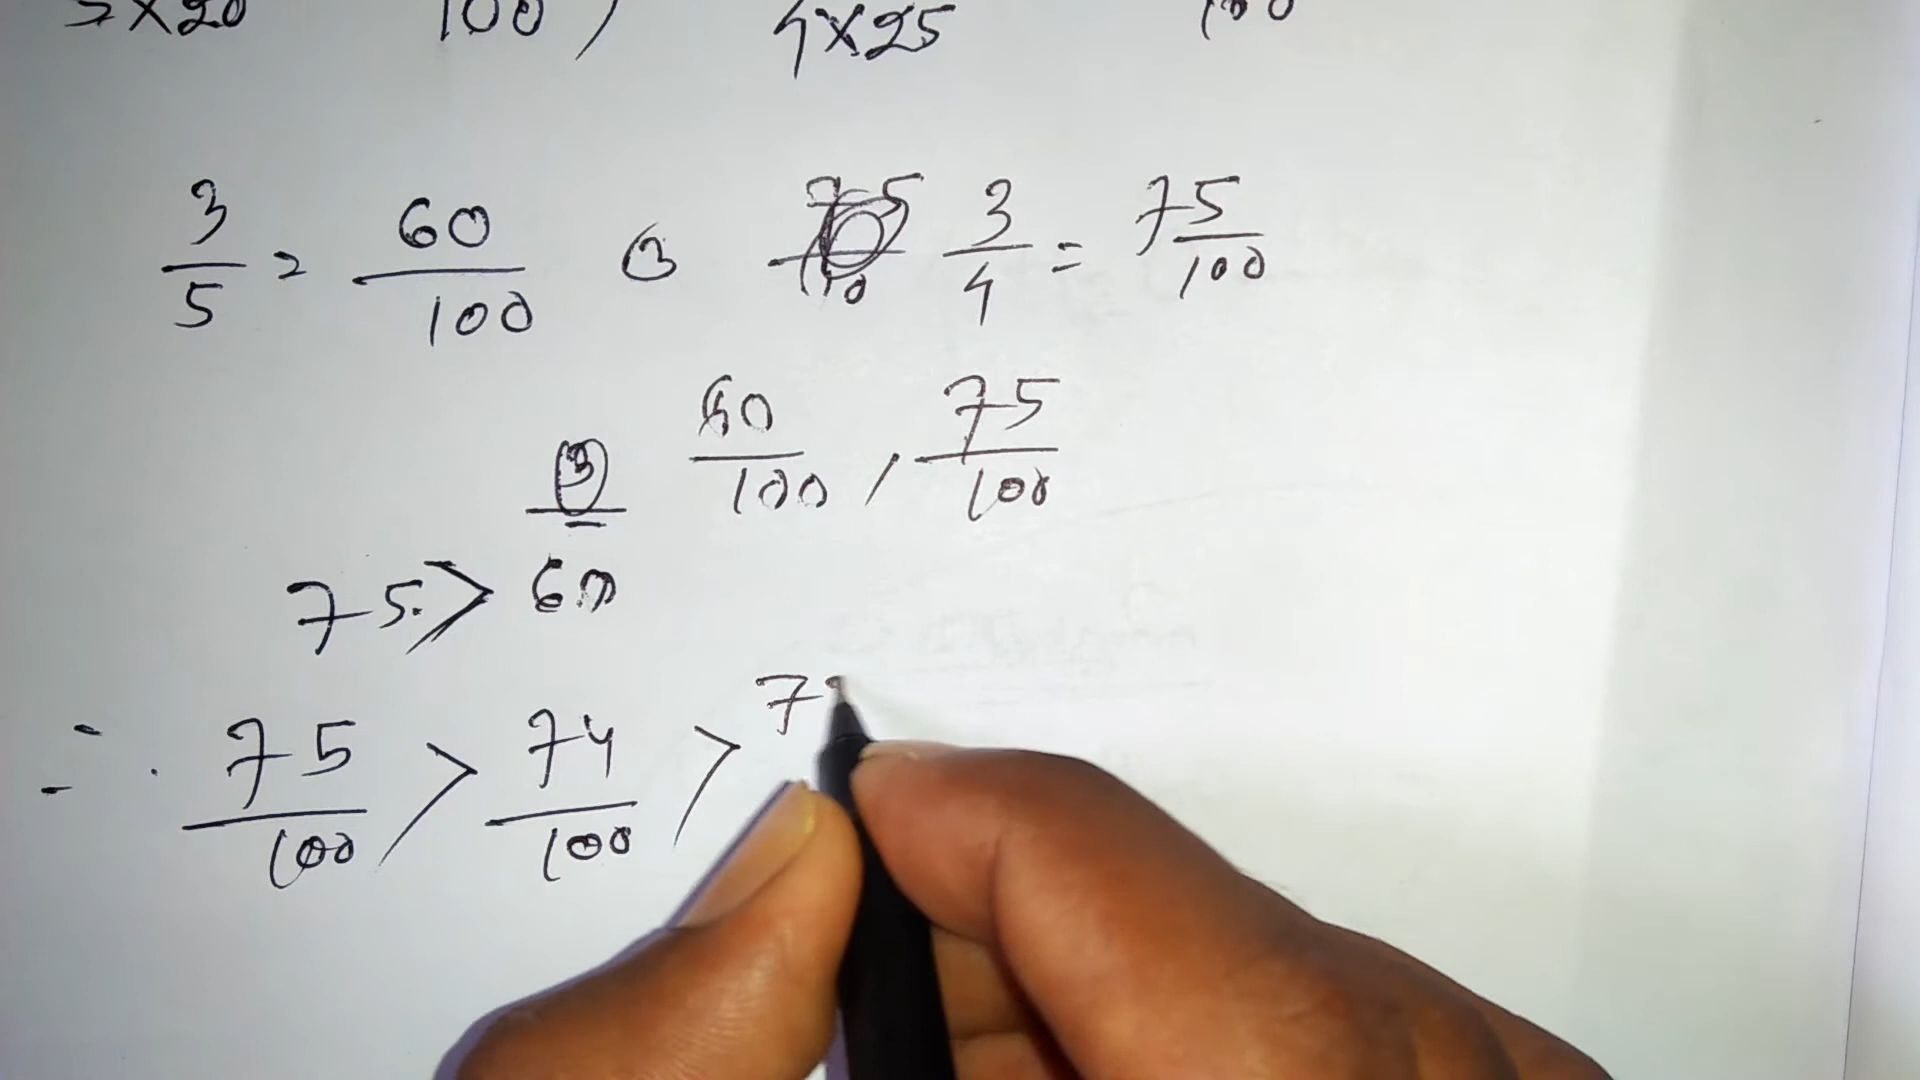 5×20 100 , 4×25 100
3/5 = 60/100 ও 3/4 = 75/100
60/100 , 75/100
75 > 60
∴ 75/100 > 74/100 > 7